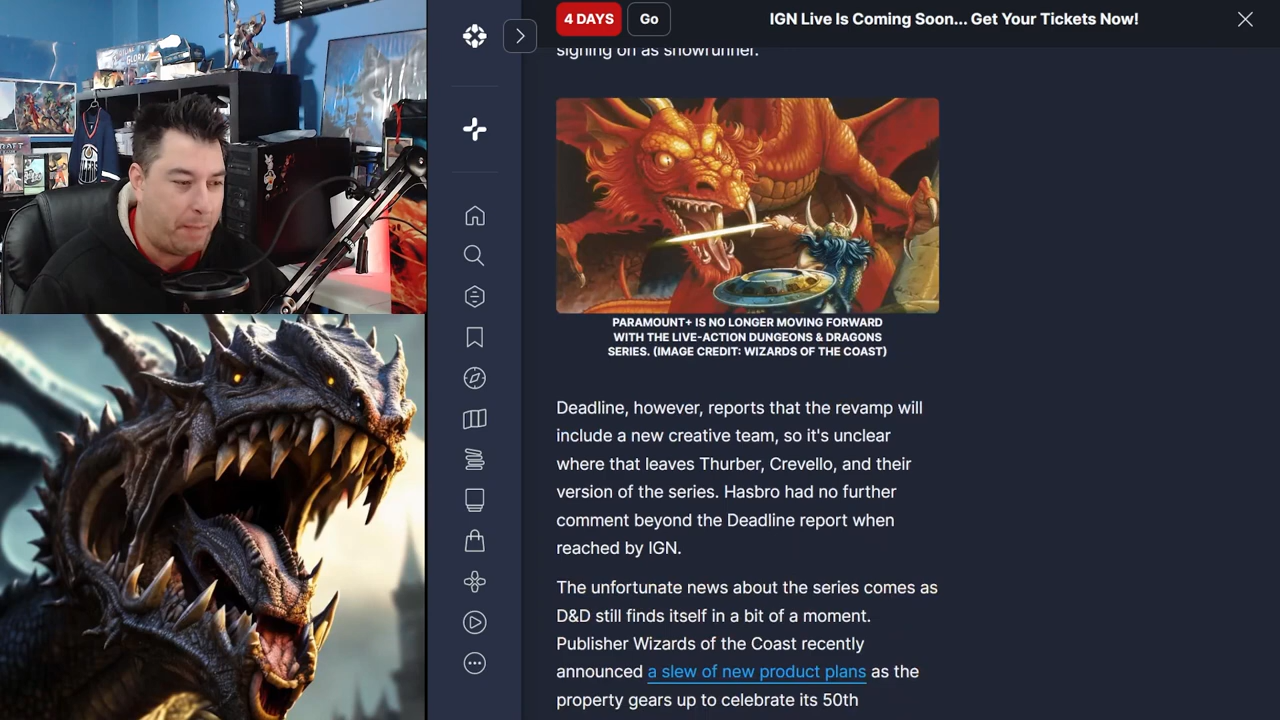 4 DAYS
Go
IGN Live Is Coming Soon... Get Your Tickets Now!
signing on as showrunner.
GLORY
PARAMOUNT+ IS NO LONGER MOVING FORWARD
WITH THE LIVE-ACTION DUNGEONS & DRAGONS
SERIES. (IMAGE CREDIT: WIZARDS OF THE COAST)
Deadline, however, reports that the revamp will
include a new creative team, so it's unclear
where that leaves Thurber, Crevello, and their
version of the series. Hasbro had no further
comment beyond the Deadline report when
reached by IGN.
The unfortunate news about the series comes as
D&D still finds itself in a bit of a moment.
Publisher Wizards of the Coast recently
announced a slew of new product plans as the
property gears up to celebrate its 50th